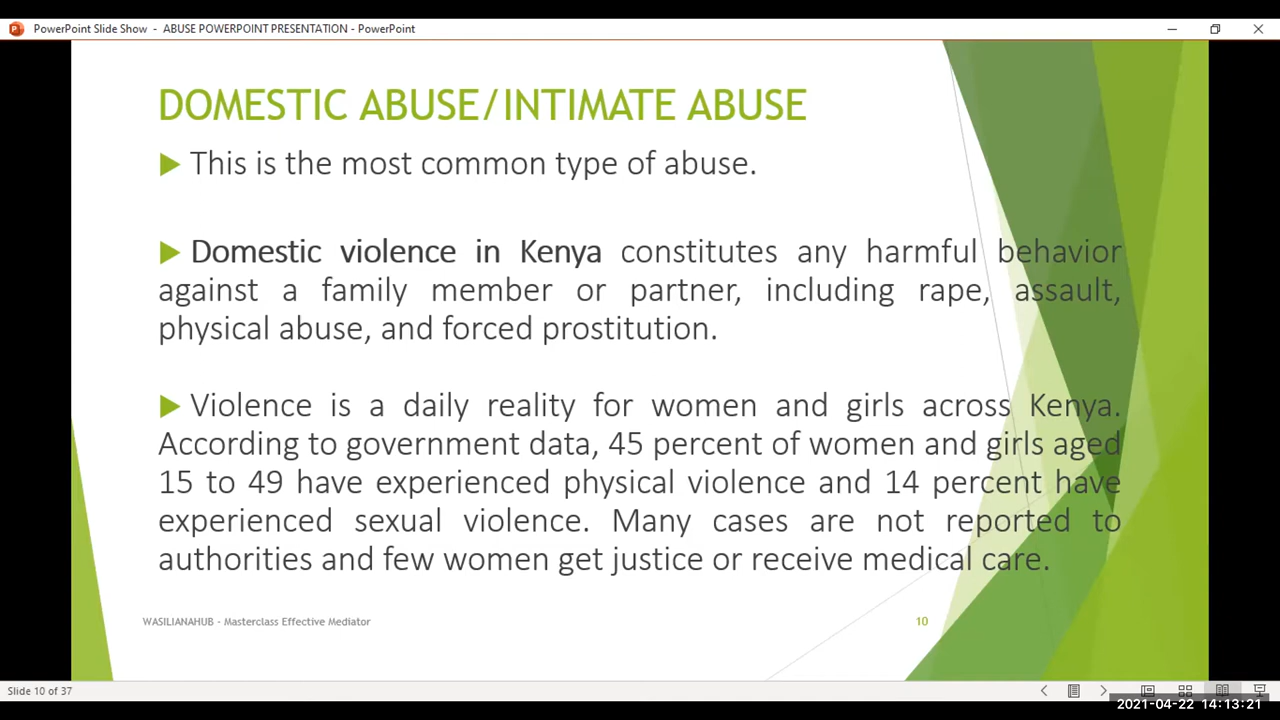 PowerPoint Slide Show - ABUSE POWERPOINT PRESENTATION - PowerPoint
DOMESTIC ABUSE/INTIMATE ABUSE
This is the most common type of abuse.
Domestic violence in Kenya constitutes any harmful behavior
against a family member or partner, including rape, assault,
physical abuse, and forced prostitution.
Violence is a daily reality for women and girls across Kenya.
According to government data, 45 percent of women and girls aged
15 to 49 have experienced physical violence and 14 percent have
experienced sexual violence. Many cases are not reported to
authorities and few women get justice or receive medical care.
WASILIANAHUB - Masterclass Effective Mediator
10
Slide 10 of 37
2021-04-22 14:13:21